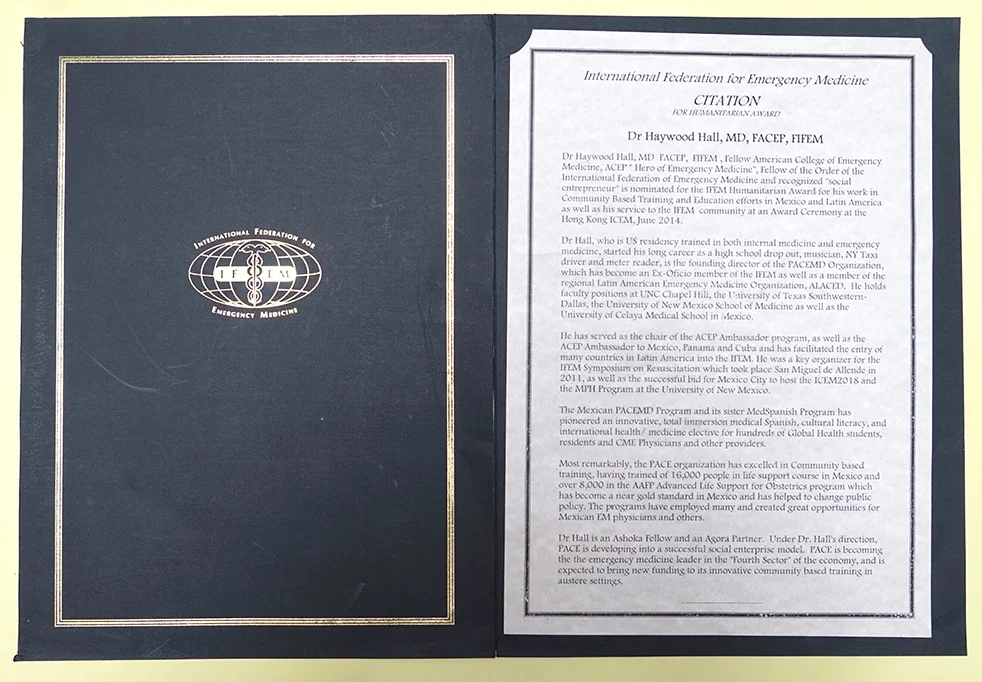 INTERNATIONAL FEDERATION FOR
IFEM
EMERGENCY MEDICINE
International Federation for Emergency Medicine
CITATION
FOR HUMANITARIAN AWARD
Dr Haywood Hall, MD, FACEP, FIFEM
Dr Haywood Hall, MD FACEP, FIFEM , Fellow American College of Emergency
Medicine, ACEP " Hero of Emergency Medicine", Fellow of the Order of the
International Federation of Emergency Medicine and recognized "social
entrepreneur" is nominated for the IFEM Humanitarian Award for his work in
Community Based Training and Education efforts in Mexico and Latin America
as well as his service to the IFEM community at an Award Ceremony at the
Hong Kong ICEM, June 2014.
Dr Hall, who is US residency trained in both internal medicine and emergency
medicine, started his long career as a high school drop out, musician, NY Taxi
driver and meter reader, is the founding director of the PACEMD Organization,
which has become an Ex-Oficio member of the IFEM as well as a member of the
regional Latin American Emergency Medicine Organization, ALACED. He holds
faculty positions at UNC Chapel Hill, the University of Texas Southwestern-
Dallas, the University of New Mexico School of Medicine as well as the
University of Celaya Medical School in Mexico.
He has served as the chair of the ACEP Ambassador program, as well as the
ACEP Ambassador to Mexico, Panama and Cuba and has facilitated the entry of
many countries in Latin America into the IFEM. He was a key organizer for the
IFEM Symposium on Resuscitation which took place San Miguel de Allende in
2011, as well as the successful bid for Mexico City to host the ICEM2018 and
the MPH Program at the University of New Mexico.
The Mexican PACEMD Program and its sister MedSpanish Program has
pioneered an innovative, total immersion medical Spanish, cultural literacy, and
international health/ medicine elective for hundreds of Global Health students,
residents and CME Physicians and other providers.
Most remarkably, the PACE organization has excelled in Community based
training, having trained of 16,000 people in life support course in Mexico and
over 8,000 in the AAFP Advanced Life Support for Obstetrics program which
has become a near gold standard in Mexico and has helped to change public
policy. The programs have employed many and created great opportunities for
Mexican EM physicians and others.
Dr Hall is an Ashoka Fellow and an Agora Partner. Under Dr. Hall's direction,
PACE is developing into a successful social enterprise model. PACE is becoming
the the emergency medicine leader in the "Fourth Sector" of the economy, and is
expected to bring new funding to its innovative community based training in
austere settings.